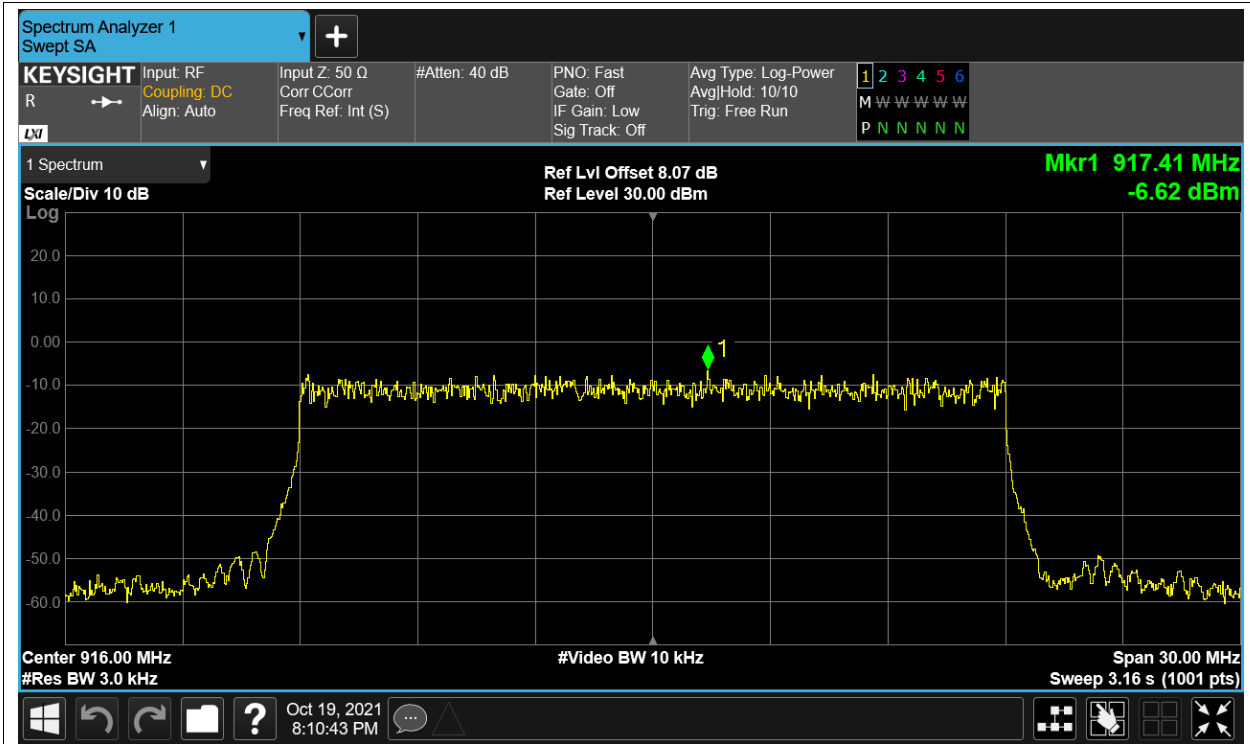 Spectrum Analyzer 1
Swept SA
KEYSIGHT Input: RF Input Z: 50 Ω #Atten: 40 dB PNO: Fast Avg Type: Log-Power 1 2 3 4 5 6
R Coupling: DC Corr CCorr Gate: Off Avg|Hold: 10/10 M W W W W W
Align: Auto Freq Ref: Int (S) IF Gain: Low Trig: Free Run
LXI Sig Track: Off P N N N N N
1 Spectrum Ref Lvl Offset 8.07 dB Mkr1 917.41 MHz
Scale/Div 10 dB Ref Level 30.00 dBm -6.62 dBm
Log
20.0
10.0
0.00
1
-10.0
-20.0
-30.0
-40.0
-50.0
-60.0
Center 916.00 MHz #Video BW 10 kHz Span 30.00 MHz
#Res BW 3.0 kHz Sweep 3.16 s (1001 pts)
? Oct 19, 2021
8:10:43 PM